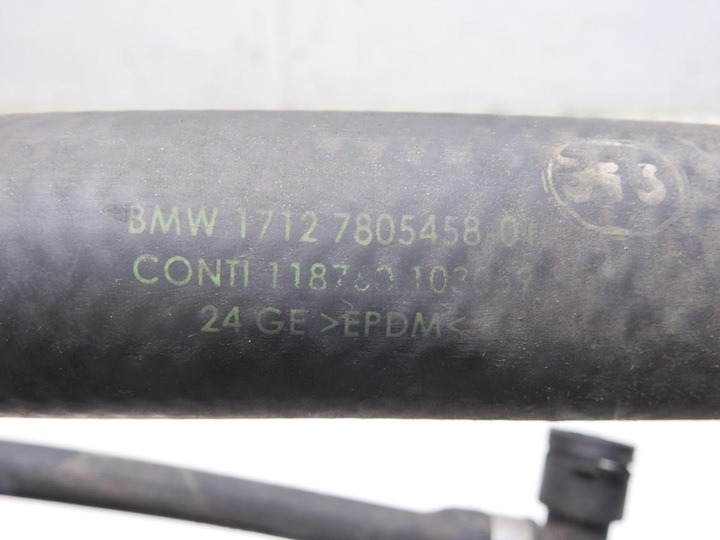 BMW 1712 7805458-01
CONTI
24 GE >EPDM<